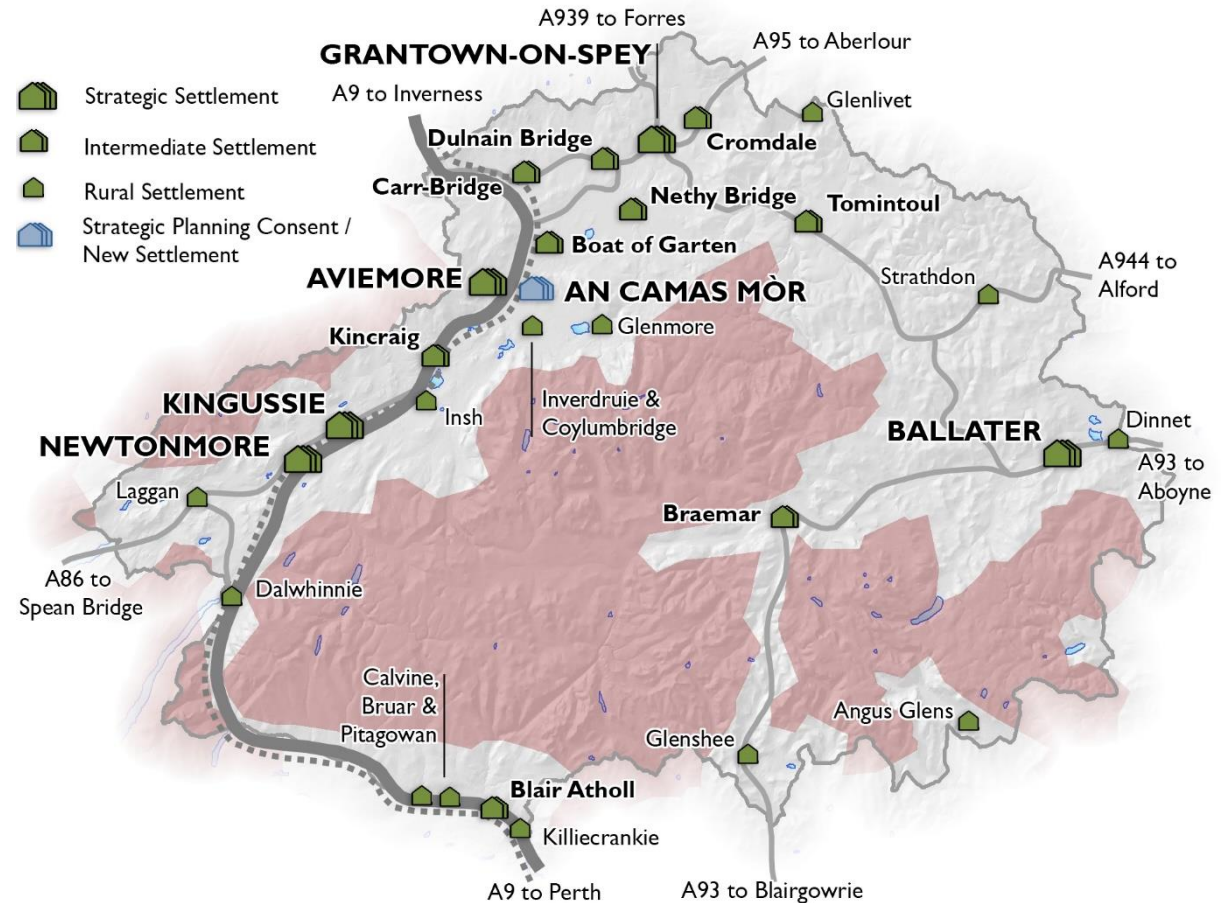 A939 to Forres
GRANTOWN-ON-SPEY
A95 to Aberlour
Strategic Settlement
Intermediate Settlement
Rural Settlement
Strategic Planning Consent /
New Settlement
A9 to Inverness
Glenlivet
Dulnain Bridge
Cromdale
Carr-Bridge
Nethy Bridge
Tomintoul
Boat of Garten
A944 to
Alford
Strathdon
AVIEMORE
AN CAMAS MÒR
Glenmore
Kincraig
Inverdruie &
Coylumbridge
Insh
KINGUSSIE
NEWTONMORE
BALLATER
Dinnet
A93 to
Aboyne
Laggan
Braemar
A86 to
Spean Bridge
Dalwhinnie
Calvine,
Bruar &
Pitagowan
Angus Glens
Glenshee
Blair Atholl
Killiecrankie
A9 to Perth
A93 to Blairgowrie